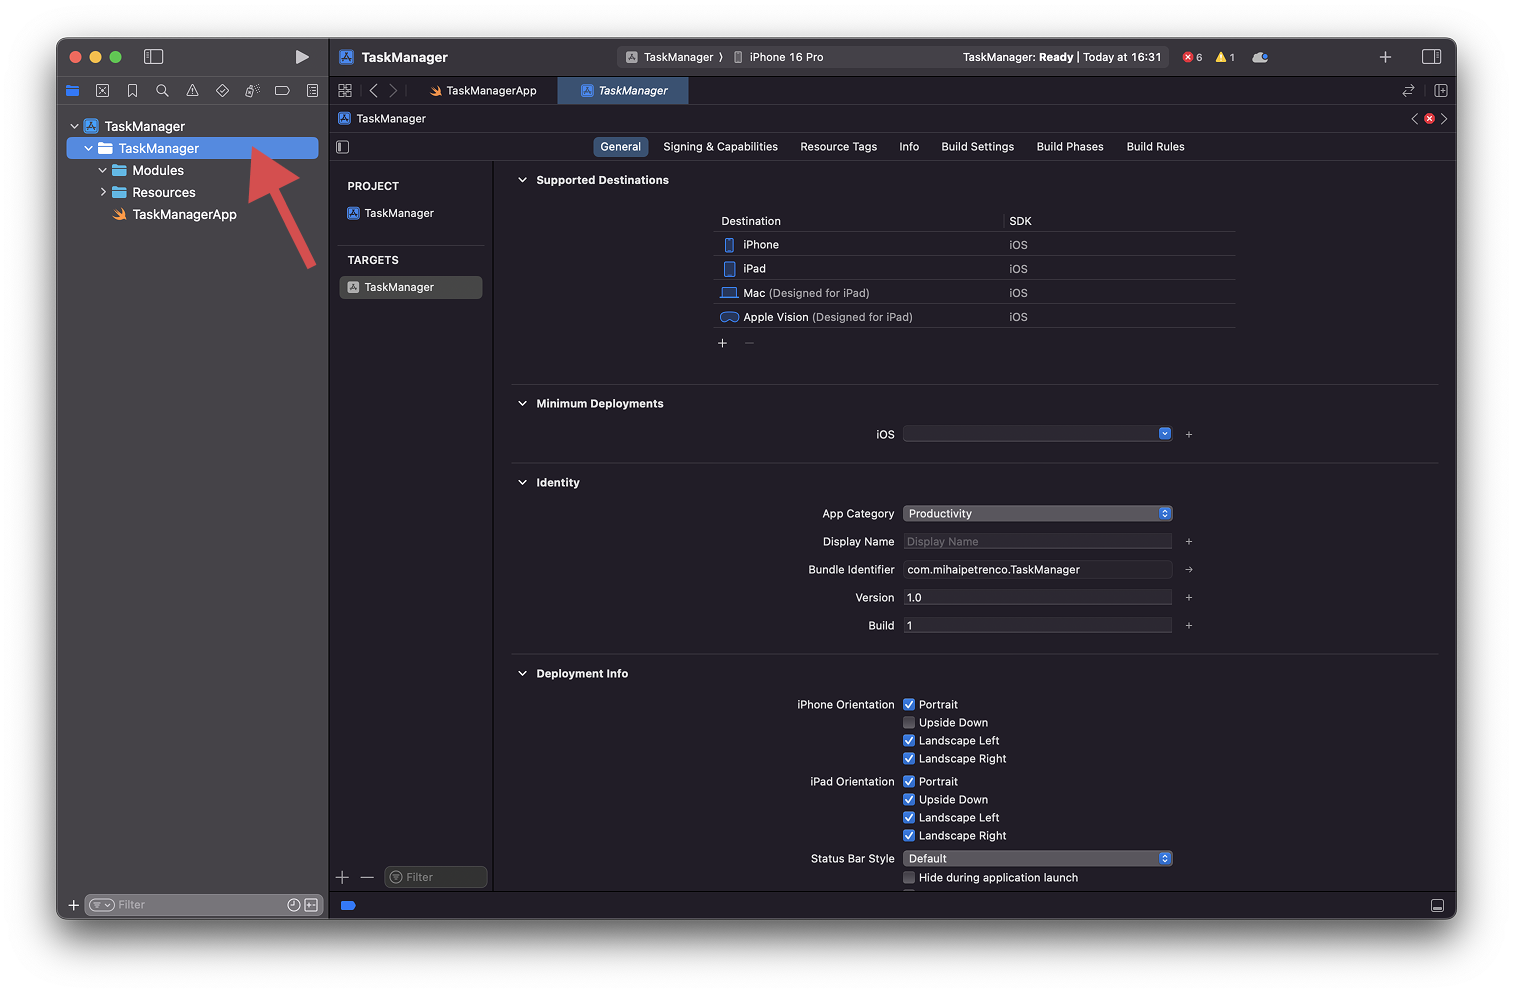 TaskManager
TaskManager 〉 iPhone 16 Pro
TaskManager: Ready | Today at 16:31
6
1
TaskManagerApp
TaskManager
TaskManager
TaskManager
TaskManager
Modules
Resources
TaskManagerApp
General
Signing & Capabilities
Resource Tags
Info
Build Settings
Build Phases
Build Rules
PROJECT
TaskManager
TARGETS
TaskManager
Supported Destinations
Destination SDK
iPhone iOS
iPad iOS
Mac (Designed for iPad) iOS
Apple Vision (Designed for iPad) iOS
Minimum Deployments
iOS
Identity
App Category Productivity
Display Name Display Name
Bundle Identifier com.mihaipetrenco.TaskManager
Version 1.0
Build 1
Deployment Info
iPhone Orientation Portrait
Upside Down
Landscape Left
Landscape Right
iPad Orientation Portrait
Upside Down
Landscape Left
Landscape Right
Status Bar Style Default
Hide during application launch
Filter
Filter